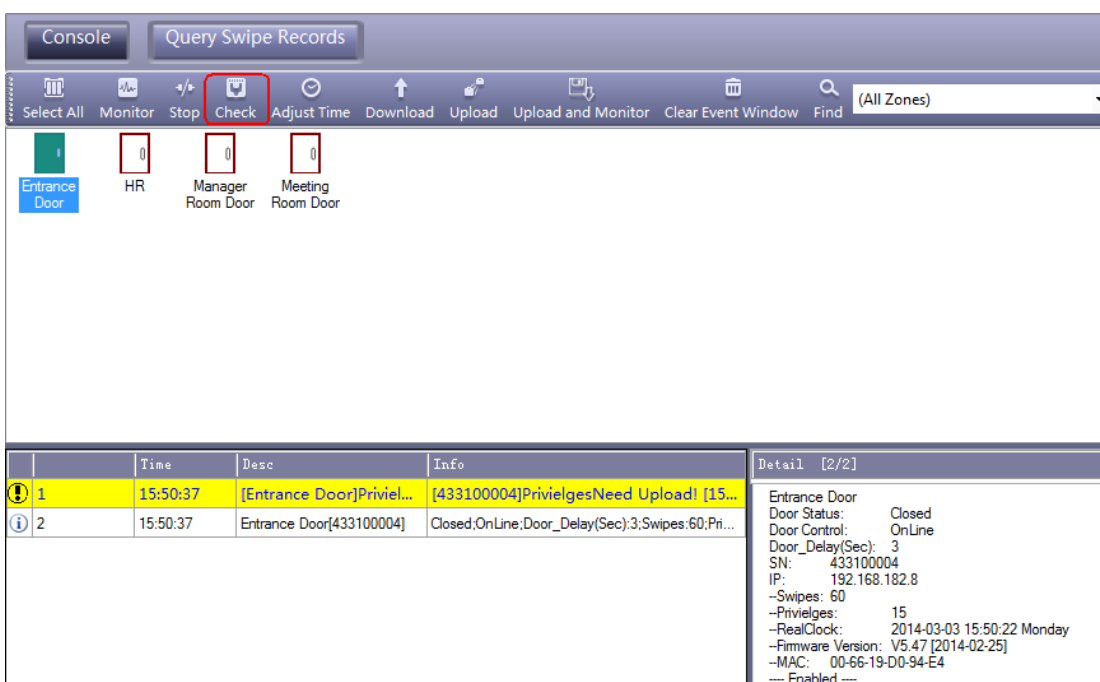 Console Query Swipe Records
Select All Monitor Stop Check Adjust Time Download Upload Upload and Monitor Clear Event Window Find (All Zones)
Entrance Door
HR
Manager Room Door
Meeting Room Door
Time Desc Info
1 15:50:37 [Entrance Door]Priviel... [433100004]PrivielgesNeed Upload! [15...
2 15:50:37 Entrance Door[433100004] Closed;OnLine;Door_Delay(Sec):3;Swipes:60;Pri...
Detail [2/2]
Entrance Door
Door Status: Closed
Door Control: OnLine
Door_Delay(Sec): 3
SN: 433100004
IP: 192.168.182.8
--Swipes: 60
--Privielges: 15
--RealClock: 2014-03-03 15:50:22 Monday
--Firmware Version: V5.47 [2014-02-25]
--MAC: 00-66-19-D0-94-E4
---- Enabled ----